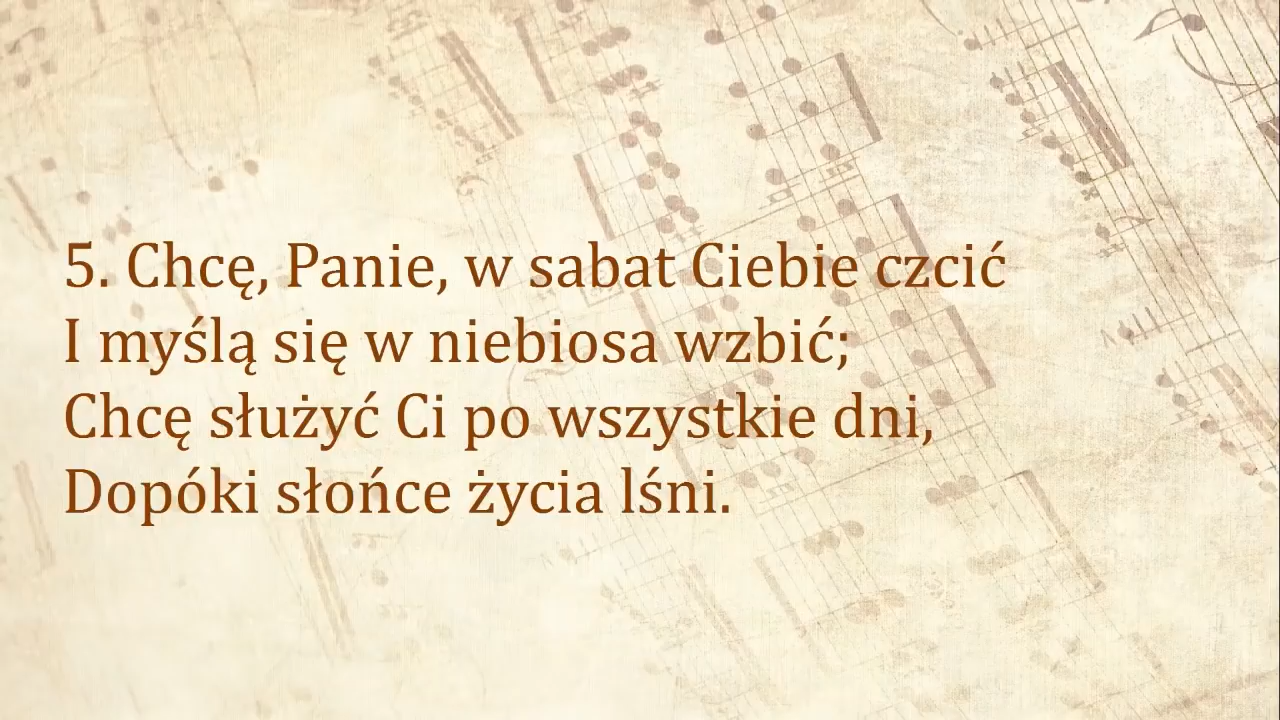 5. Chcę, Panie, w sabat Ciebie czcić
I myślą się w niebiosa wzbić;
Chcę służyć Ci po wszystkie dni,
Dopóki słońce życia lśni.